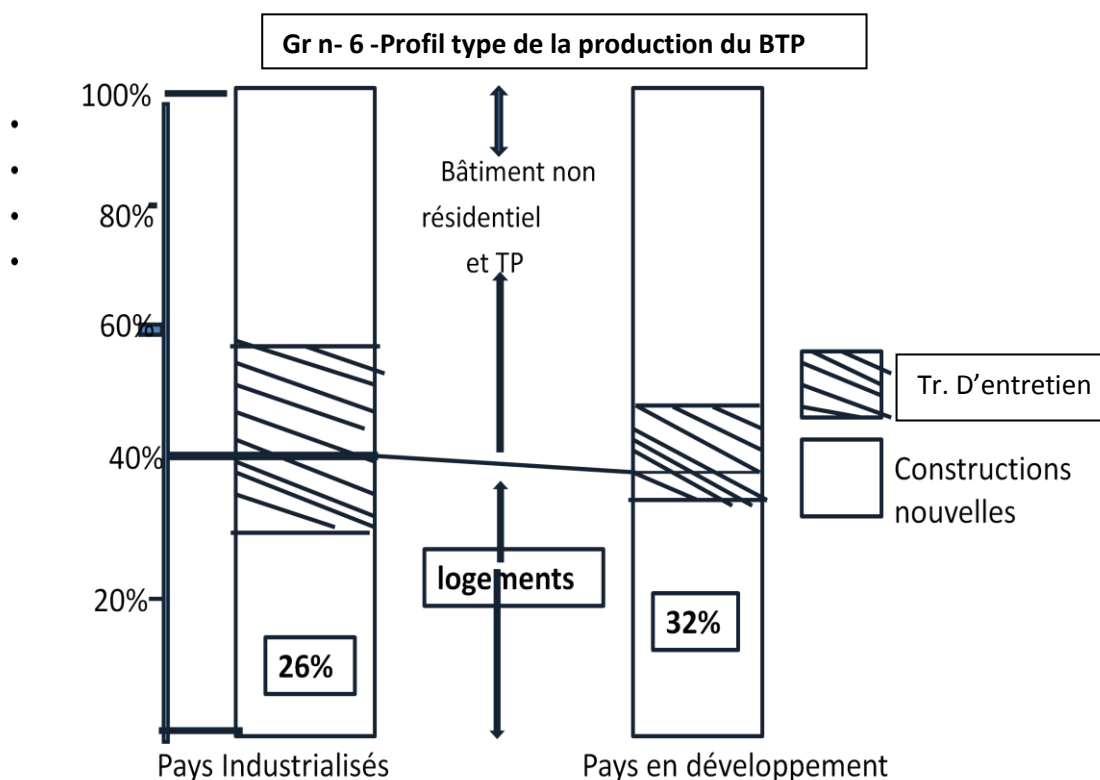 Gr n- 6 -Profil type de la production du BTP
100%
80%
60%
40%
20%
Bâtiment non
résidentiel
et TP
logements
26%
32%
Tr. D’entretien
Constructions
nouvelles
Pays Industrialisés
Pays en développement